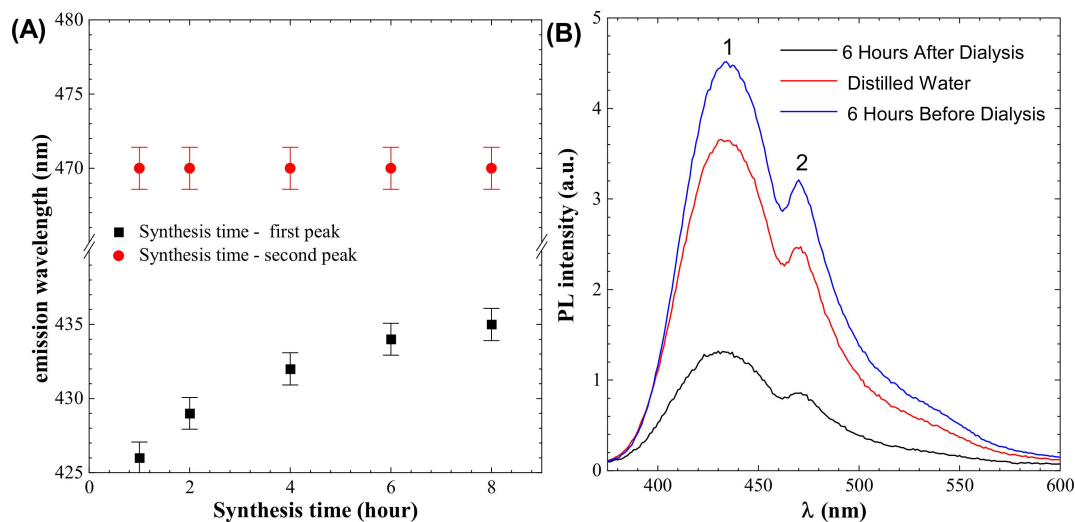 (A)
480
475
470
435
430
425
emission wavelength (nm)
Synthesis time - first peak
Synthesis time - second peak
0 2 4 6 8
Synthesis time (hour)
(B)
5
4
3
2
1
0
PL intensity (a.u.)
1
2
6 Hours After Dialysis
Distilled Water
6 Hours Before Dialysis
400 450 500 550 600
λ (nm)